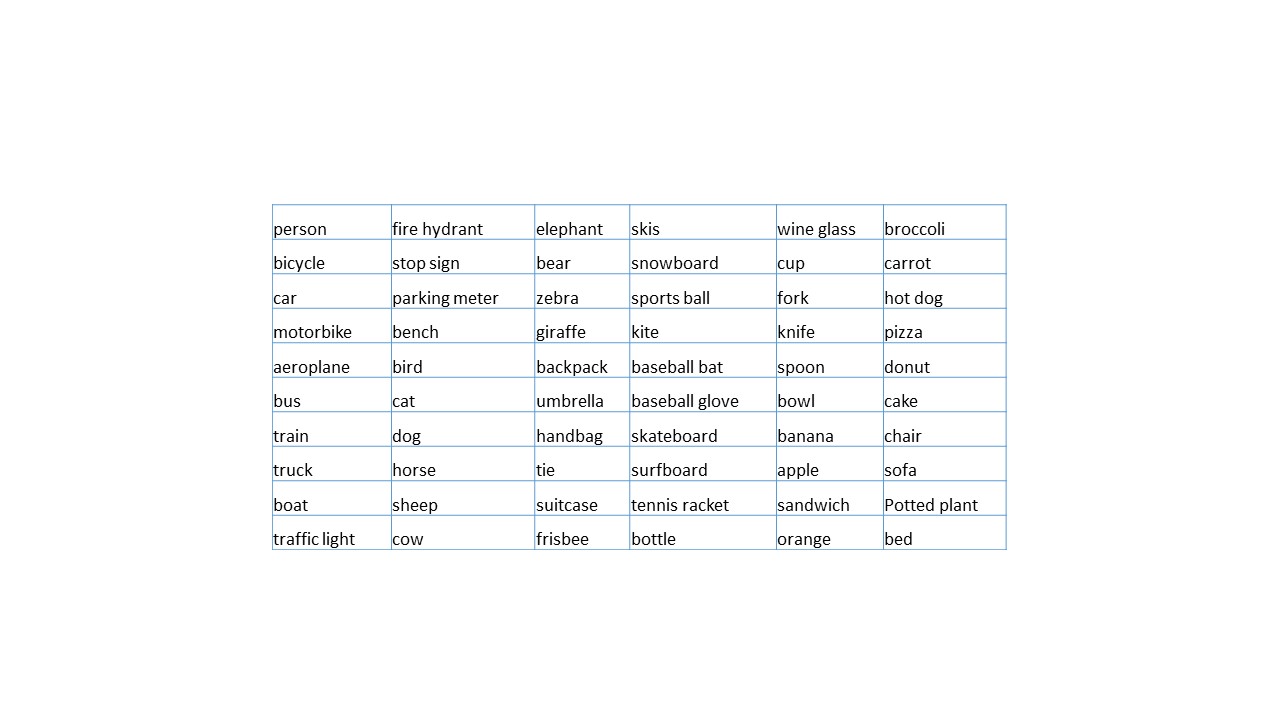 person fire hydrant elephant skis wine glass broccoli
bicycle stop sign bear snowboard cup carrot
car parking meter zebra sports ball fork hot dog
motorbike bench giraffe kite knife pizza
aeroplane bird backpack baseball bat spoon donut
bus cat umbrella baseball glove bowl cake
train dog handbag skateboard banana chair
truck horse tie surfboard apple sofa
boat sheep suitcase tennis racket sandwich Potted plant
traffic light cow frisbee bottle orange bed